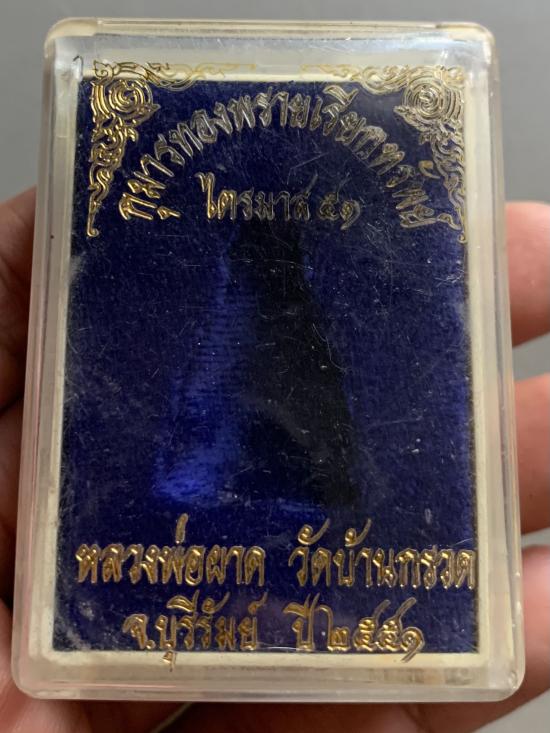 กุมารทองพรายเรียกทรัพย์
ไตรมาส ๕๑
หลวงพ่อผาด วัดบ้านกรวด
จ.บุรีรัมย์ ปี ๒๕๕๑